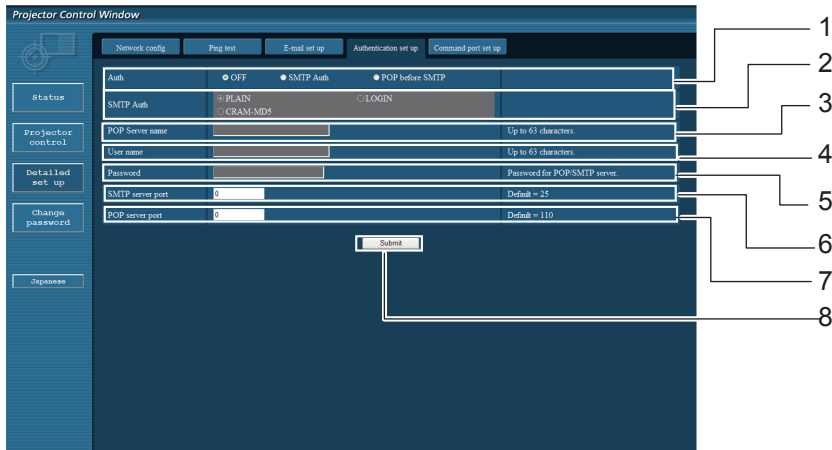 Projector Control Window
Network config Ping test E-mail set up Authentication set up Command port set up
Status
Projector control
Detailed set up
Change password
Japanese
Auth OFF SMTP Auth POP before SMTP
SMTP Auth PLAIN LOGIN
CRAM-MD5
POP Server name Up to 63 characters.
User name Up to 63 characters.
Password Password for POP/SMTP server.
SMTP server port 0 Default = 25
POP server port 0 Default = 110
Submit
1
2
3
4
5
6
7
8